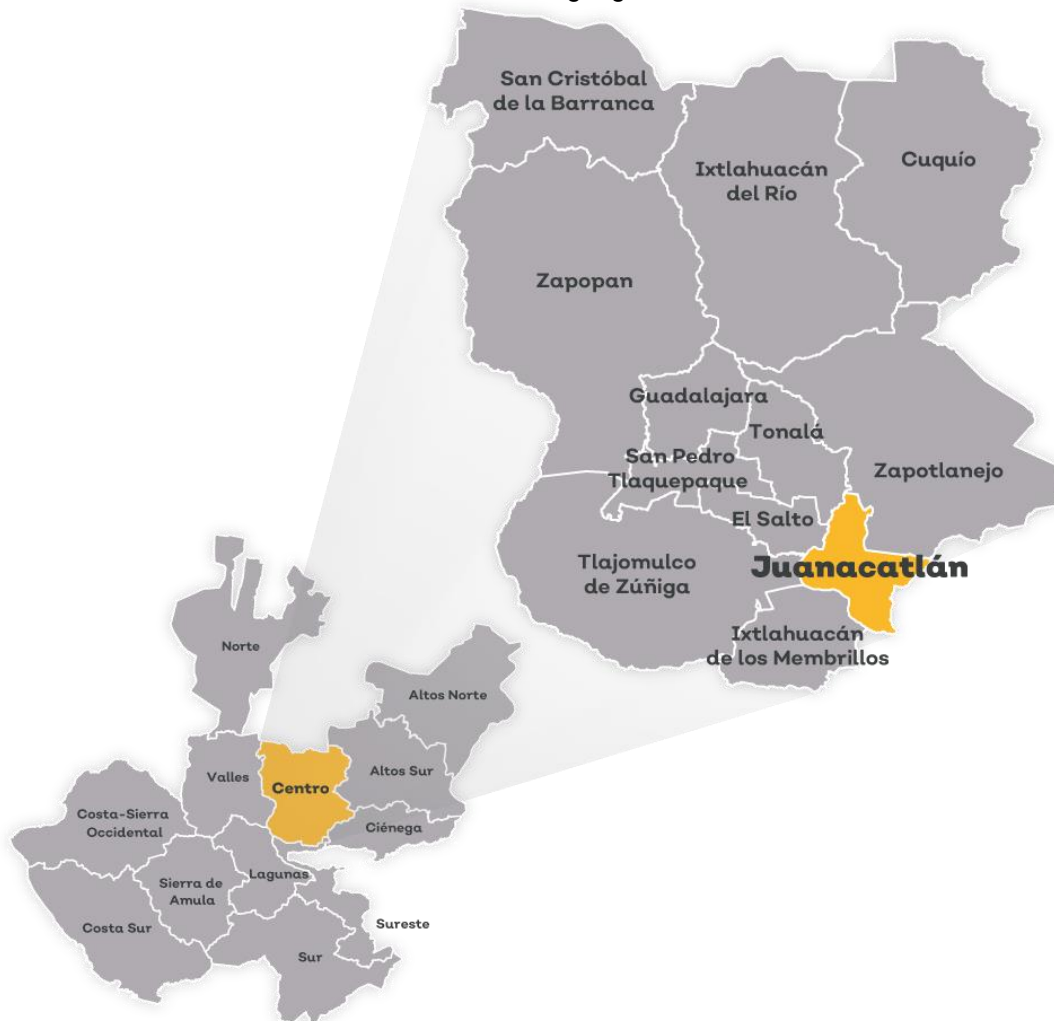 San Cristóbal
de la Barranca
Ixtlahuacán
del Río
Cuquío
Zapopan
Guadalajara
Tonalá
San Pedro
Tlaquepaque
Zapotlanejo
El Salto
Tlajomulco
de Zúñiga
Juanacatlán
Ixtlahuacán
de los Membrillos
Norte
Altos Norte
Valles
Centro
Altos Sur
Costa-Sierra
Occidental
Ciénega
Lagunas
Sierra de
Amula
Costa Sur
Sureste
Sur